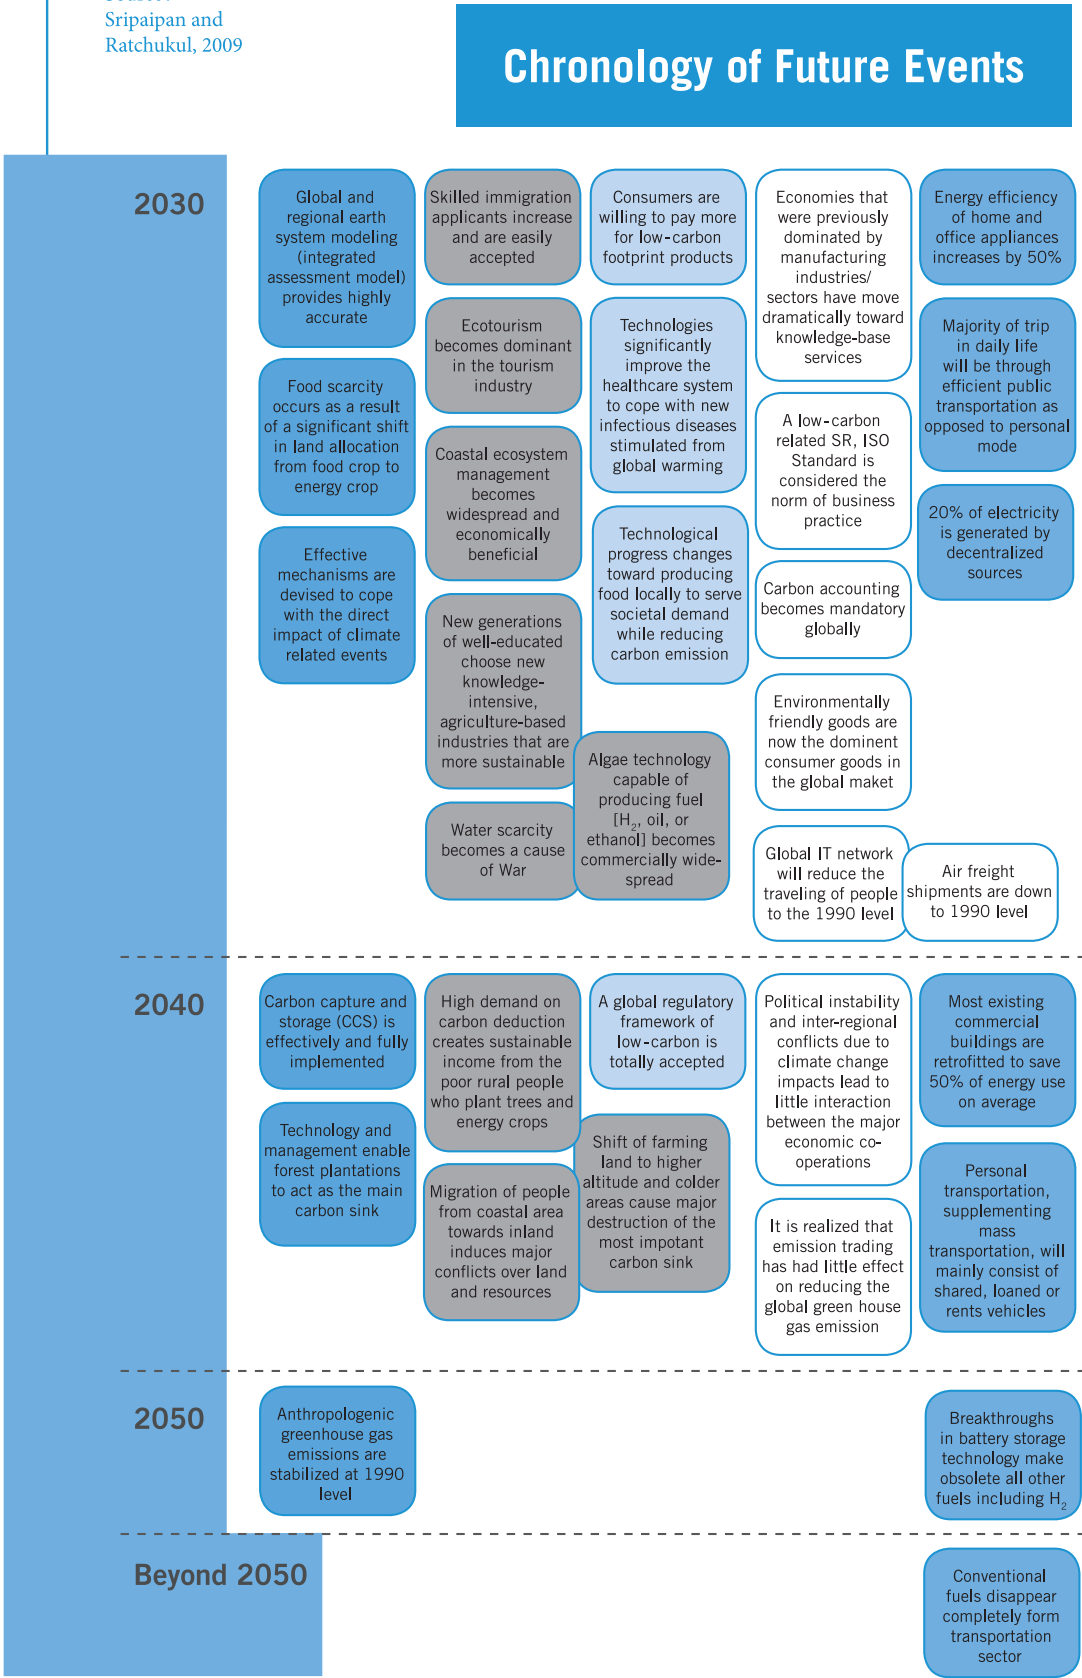 Sripaipan and
Ratchukul, 2009
Chronology of Future Events
2030
Global and
regional earth
system modeling
(integrated
assessment model)
provides highly
accurate
Food scarcity
occurs as a result
of a significant shift
in land allocation
from food crop to
energy crop
Effective
mechanisms are
devised to cope
with the direct
impact of climate
related events
Skilled immigration
applicants increase
and are easily
accepted
Ecotourism
becomes dominant
in the tourism
industry
Coastal ecosystem
management
becomes
widespread and
economically
beneficial
New generations
of well-educated
choose new
knowledge-
intensive,
agriculture-based
industries that are
more sustainable
Water scarcity
becomes a cause
of War
Consumers are
willing to pay more
for low-carbon
footprint products
Technologies
significantly
improve the
healthcare system
to cope with new
infectious diseases
stimulated from
global warming
Technological
progress changes
toward producing
food locally to serve
societal demand
while reducing
carbon emission
Algae technology
capable of
producing fuel
[H₂, oil, or
ethanol] becomes
commercially wide-
spread
Economies that
were previously
dominated by
manufacturing
industries/
sectors have move
dramatically toward
knowledge-base
services
A low-carbon
related SR, ISO
Standard is
considered the
norm of business
practice
Carbon accounting
becomes mandatory
globally
Environmentally
friendly goods are
now the dominent
consumer goods in
the global market
Global IT network
will reduce the
traveling of people
to the 1990 level
Energy efficiency
of home and
office appliances
increases by 50%
Majority of trip
in daily life
will be through
efficient public
transportation as
opposed to personal
mode
20% of electricity
is generated by
decentralized
sources
Air freight
shipments are down
to 1990 level
2040
Carbon capture and
storage (CCS) is
effectively and fully
implemented
Technology and
management enable
forest plantations
to act as the main
carbon sink
High demand on
carbon deduction
creates sustainable
income from the
poor rural people
who plant trees and
energy crops
Migration of people
from coastal area
towards inland
induces major
conflicts over land
and resources
A global regulatory
framework of
low-carbon is
totally accepted
Shift of farming
land to higher
altitude and colder
areas cause major
destruction of the
most impotant
carbon sink
Political instability
and inter-regional
conflicts due to
climate change
impacts lead to
little interaction
between the major
economic co-
operations
It is realized that
emission trading
has had little effect
on reducing the
global green house
gas emission
Most existing
commercial
buildings are
retrofitted to save
50% of energy use
on average
Personal
transportation,
supplementing
mass
transportation, will
mainly consist of
shared, loaned or
rents vehicles
2050
Anthropologenic
greenhouse gas
emissions are
stabilized at 1990
level
Breakthroughs
in battery storage
technology make
obsolete all other
fuels including H₂
Beyond 2050
Conventional
fuels disappear
completely form
transportation
sector